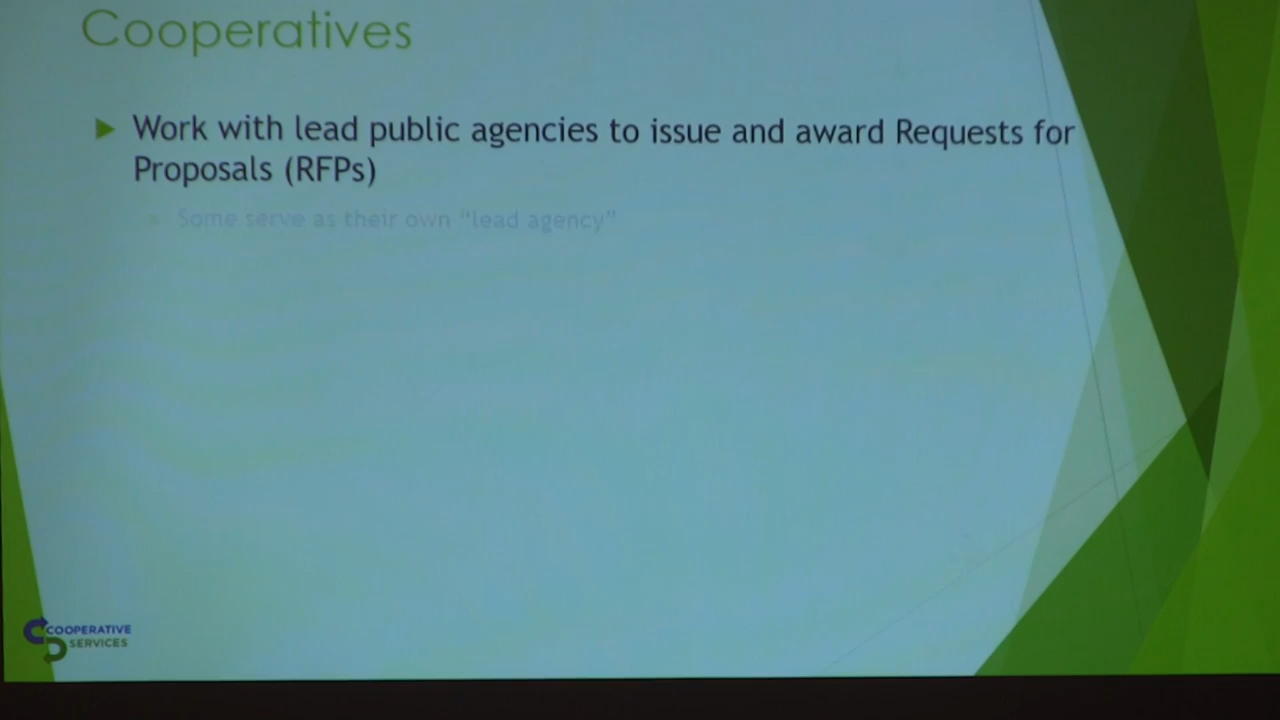 Cooperatives
Work with lead public agencies to issue and award Requests for
Proposals (RFPs)
Some serve as their own "lead agency"
COOPERATIVE
SERVICES